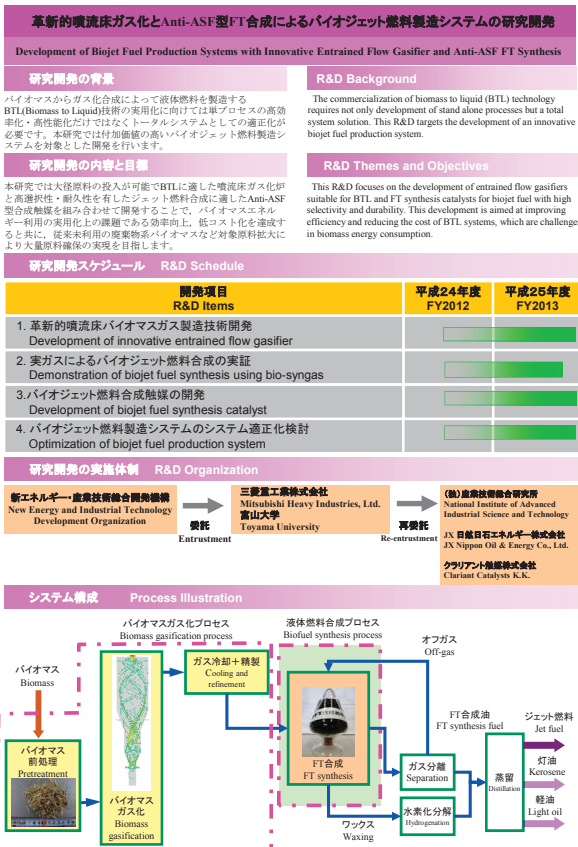 革新的噴流床ガス化とAnti-ASF型FT合成によるバイオジェット燃料製造システムの研究開発
Development of Biojet Fuel Production Systems with Innovative Entrained Flow Gasifier and Anti-ASF FT Synthesis
研究開発の背景
バイオマスからガス化合成によって液体燃料を製造する
BTL(Biomass to Liquid)技術の実用化に向けては単プロセスの高効
率化・高性能化だけではなくトータルシステムとしての適正化が
必要です。本研究では付加価値の高いバイオジェット燃料製造シ
ステムを対象とした開発を行います。
R&D Background
The commercialization of biomass to liquid (BTL) technology
requires not only development of stand alone processes but a total
system solution. This R&D targets the development of an innovative
biojet fuel production system.
研究開発の内容と目標
本研究では大径原料の投入が可能でBTLに適した噴流床ガス化炉
と高選択性・耐久性を有したジェット燃料合成に適したAnti-ASF
型合成触媒を組み合わせて開発することで，バイオマスエネル
ギー利用の実用化上の課題である効率向上，低コスト化を達成す
ると共に，従来未利用の廃棄物系バイオマスなど対象原料拡大に
より大量原料確保の実現を目指します。
R&D Themes and Objectives
This R&D focuses on the development of entrained flow gasifiers
suitable for BTL and FT synthesis catalysts for biojet fuel with high
selectivity and durability. This development is aimed at improving
efficiency and reducing the cost of BTL systems, which are challenge
in biomass energy consumption.
研究開発スケジュール R&D Schedule
開発項目
R&D Items
平成24年度
FY2012
平成25年度
FY2013
1. 革新的噴流床バイオマスガス製造技術開発
Development of innovative entrained flow gasifier
2. 実ガスによるバイオジェット燃料合成の実証
Demonstration of biojet fuel synthesis using bio-syngas
3.バイオジェット燃料合成触媒の開発
Development of biojet fuel synthesis catalyst
4. バイオジェット燃料製造システムのシステム適正化検討
Optimization of biojet fuel production system
研究開発の実施体制 R&D Organization
新エネルギー・産業技術総合開発機構
New Energy and Industrial Technology
Development Organization
委託
Entrustment
三菱重工業株式会社
Mitsubishi Heavy Industries, Ltd.
富山大学
Toyama University
再委託
Re-entrustment
（独）産業技術総合研究所
National Institute of Advanced
Industrial Science and Technology
JX 日鉱日石エネルギー株式会社
JX Nippon Oil & Energy Co., Ltd.
クラリアント触媒株式会社
Clariant Catalysts K.K.
システム構成 Process Illustration
バイオマスガス化プロセス
Biomass gasification process
液体燃料合成プロセス
Biofuel synthesis process
オフガス
Off-gas
バイオマス
Biomass
バイオマス
前処理
Pretreatment
バイオマス
ガス化
Biomass
gasification
ガス冷却＋精製
Cooling and
refinement
FT合成
FT synthesis
ワックス
Waxing
ガス分離
Separation
水素化分解
Hydrogenation
FT合成油
FT synthesis fuel
蒸留
Distillation
ジェット燃料
Jet fuel
灯油
Kerosene
軽油
Light oil